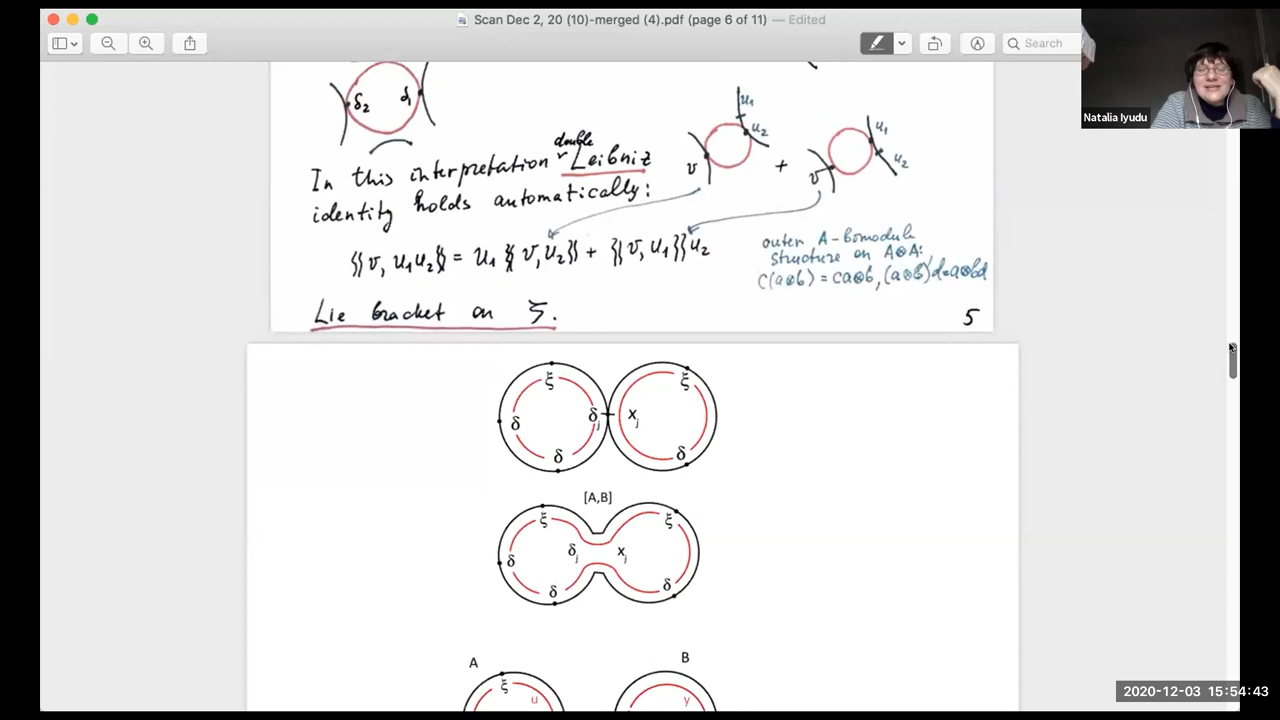 Scan Dec 2, 20 (10)-merged (4).pdf (page 6 of 11) — Edited
Search
Natalia Iyudu
δ₂ δ₁
u₁
u₂
v
+
u₁
u₂
v
In this interpretation double Leibniz
identity holds automatically:
{{v, u₁u₂}} = u₁ {{v, u₂}} + {{v, u₁}} u₂
outer A-bimodule
structure on A⊗A:
c(a⊗b) = ca⊗b, (a⊗b)d = a⊗bd
Lie bracket on ξ.
5
ξ ξ
δ δj xj
δ δ
[A,B]
ξ ξ
δ δj xj
δ δ
A B
ξ u y
2020-12-03 15:54:43